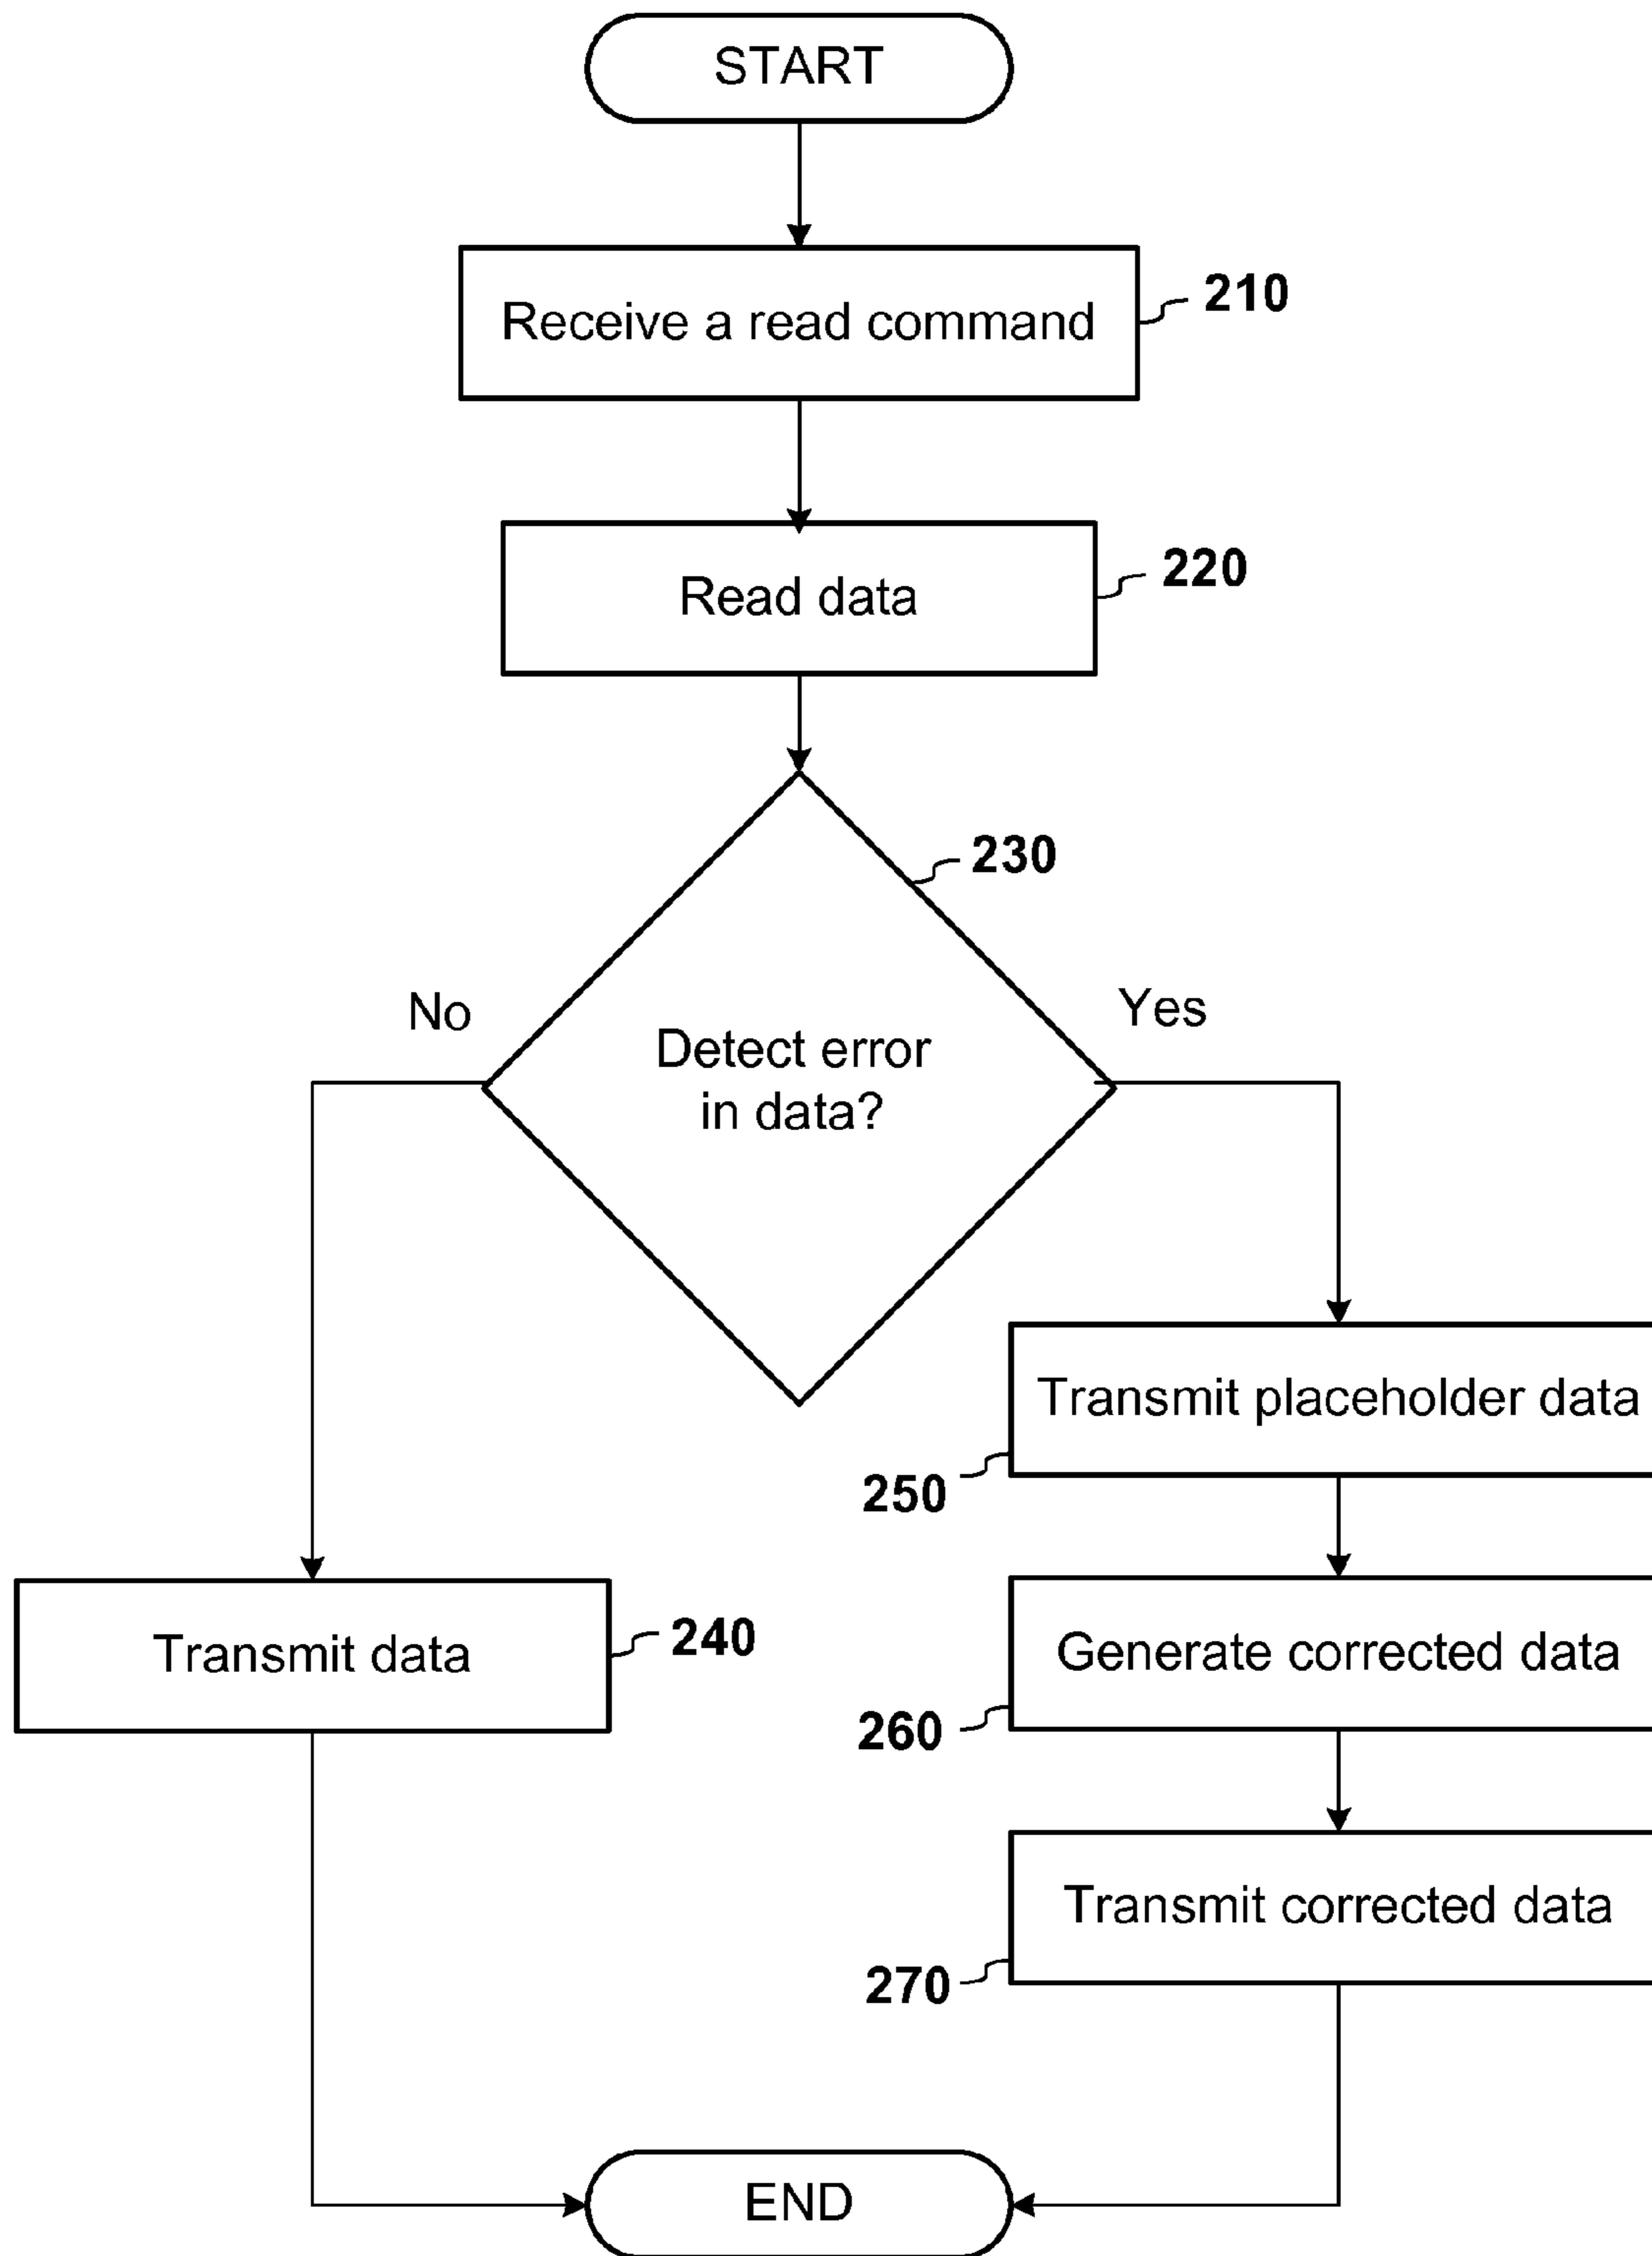 START
Receive a read command
210
Read data
220
230
No
Yes
Detect error
in data?
Transmit placeholder data
250
Transmit data
240
Generate corrected data
260
Transmit corrected data
270
END